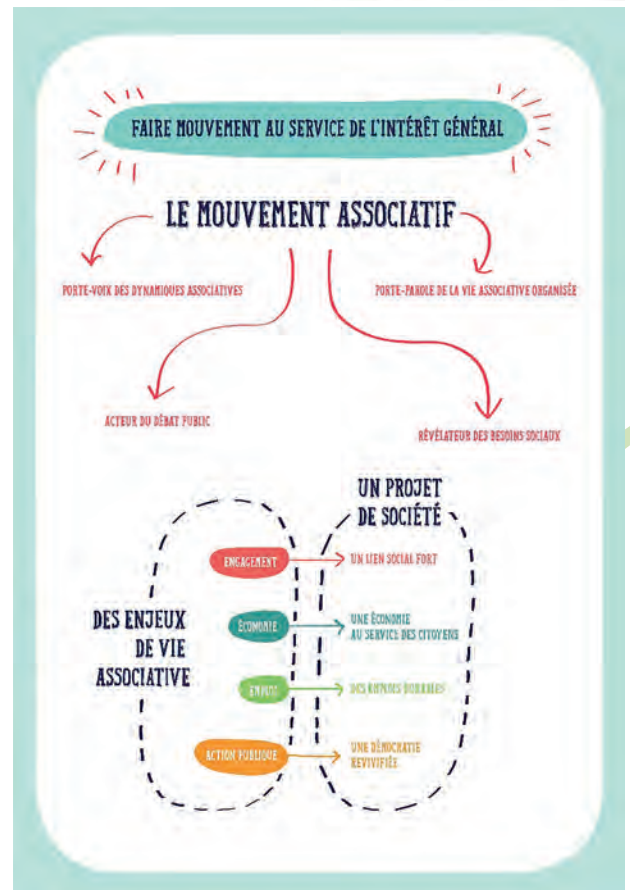 FAIRE MOUVEMENT AU SERVICE DE L'INTÉRÊT GÉNÉRAL
LE MOUVEMENT ASSOCIATIF
PORTE-VOIX DES DYNAMIQUES ASSOCIATIVES
PORTE-PAROLE DE LA VIE ASSOCIATIVE ORGANISÉE
ACTEUR DU DÉBAT PUBLIC
RÉVÉLATEUR DES BESOINS SOCIAUX
DES ENJEUX
DE VIE
ASSOCIATIVE
UN PROJET
DE SOCIÉTÉ
ENGAGEMENT
UN LIEN SOCIAL FORT
ÉCONOMIE
UNE ÉCONOMIE
AU SERVICE DES CITOYENS
EMPLOI
DES EMPLOIS DURABLES
ACTION PUBLIQUE
UNE DÉMOCRATIE
REVIVIFIÉE